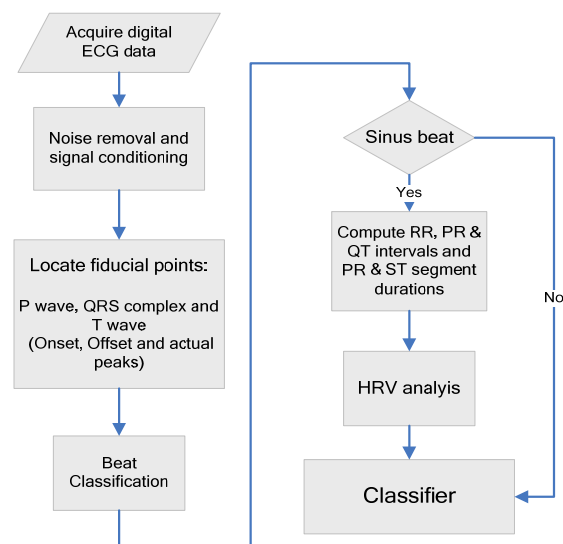 Acquire digital
ECG data
Noise removal and
signal conditioning
Locate fiducial points:
P wave, QRS complex and
T wave
(Onset, Offset and actual
peaks)
Beat
Classification
Sinus beat
Yes
Compute RR, PR &
QT intervals and
PR & ST segment
durations
No
HRV analyis
Classifier